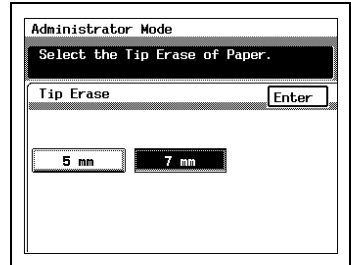 Administrator Mode
Select the Tip Erase of Paper.
Tip Erase
Enter
5 mm
7 mm